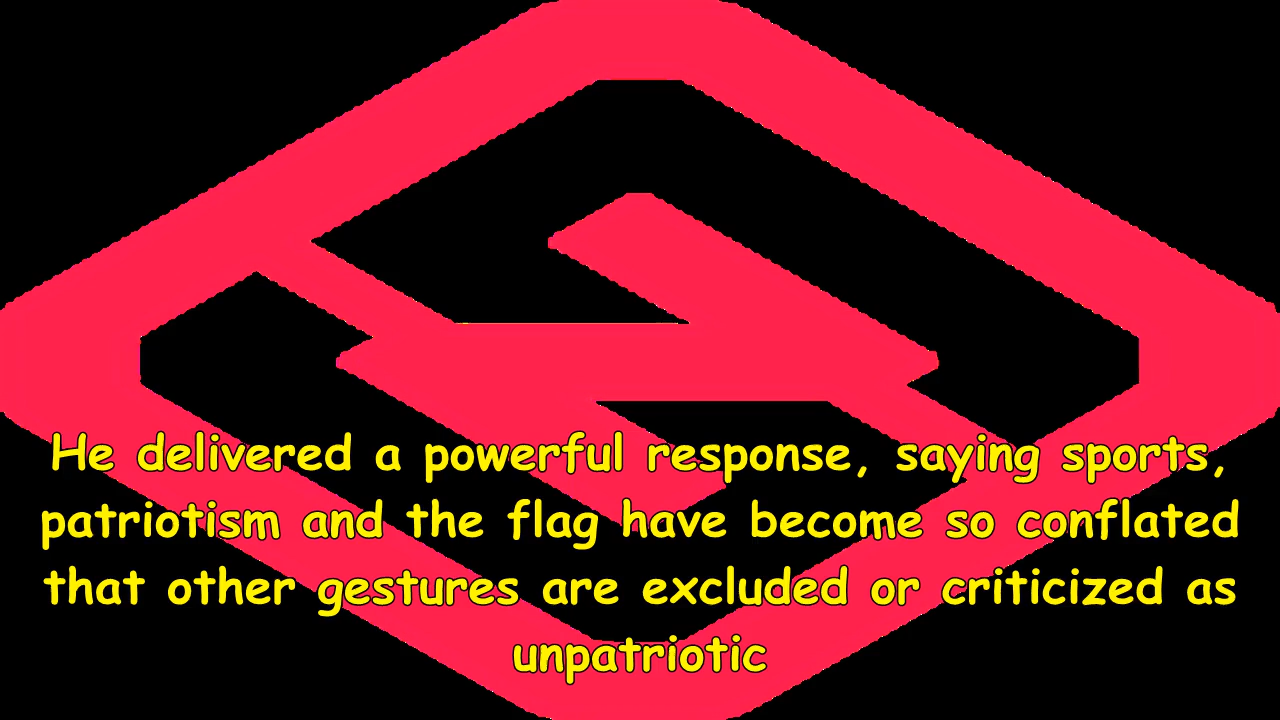 He delivered a powerful response, saying sports,
patriotism and the flag have become so conflated
that other gestures are excluded or criticized as
unpatriotic